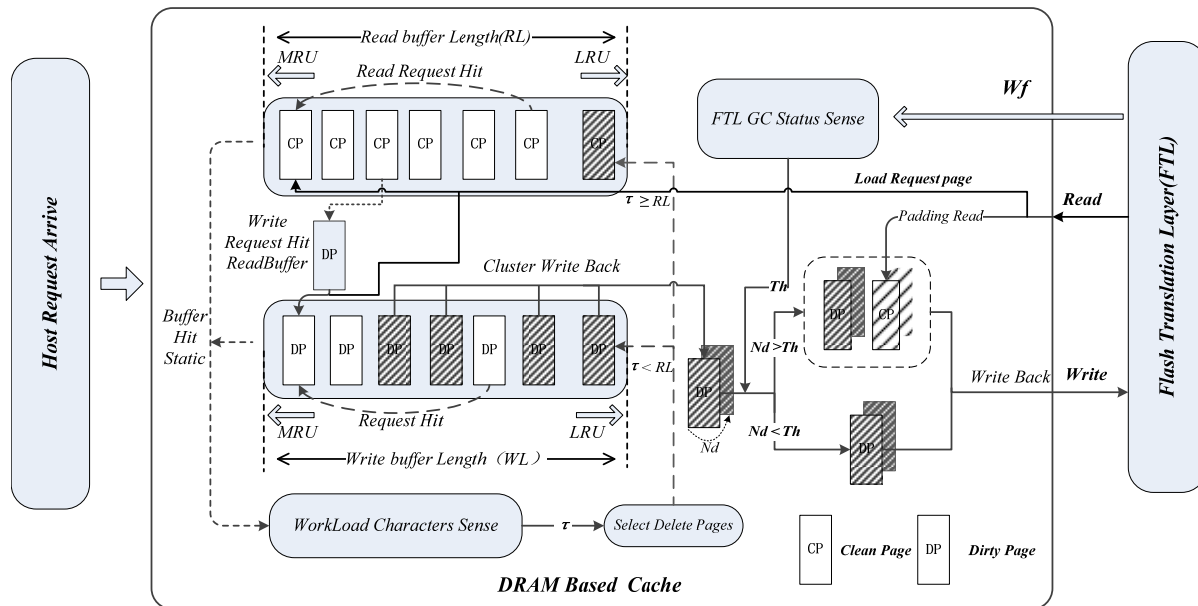 Host Request Arrive
Read buffer Length(RL)
MRU
LRU
Read Request Hit
CP
CP
CP
CP
CP
CP
CP
τ ≥ RL
Write
Request Hit
ReadBuffer
DP
Buffer
Hit
Static
Cluster Write Back
DP
DP
DP
DP
DP
DP
DP
τ < RL
Request Hit
MRU
LRU
Write buffer Length（WL）
WorkLoad Characters Sense
τ
Select Delete Pages
FTL GC Status Sense
Wf
Load Request page
Read
Padding Read
Th
DP
CP
Nd >Th
DP
Nd
Nd < Th
DP
Write Back
Write
Flash Translation Layer(FTL)
CP
Clean Page
DP
Dirty Page
DRAM Based Cache